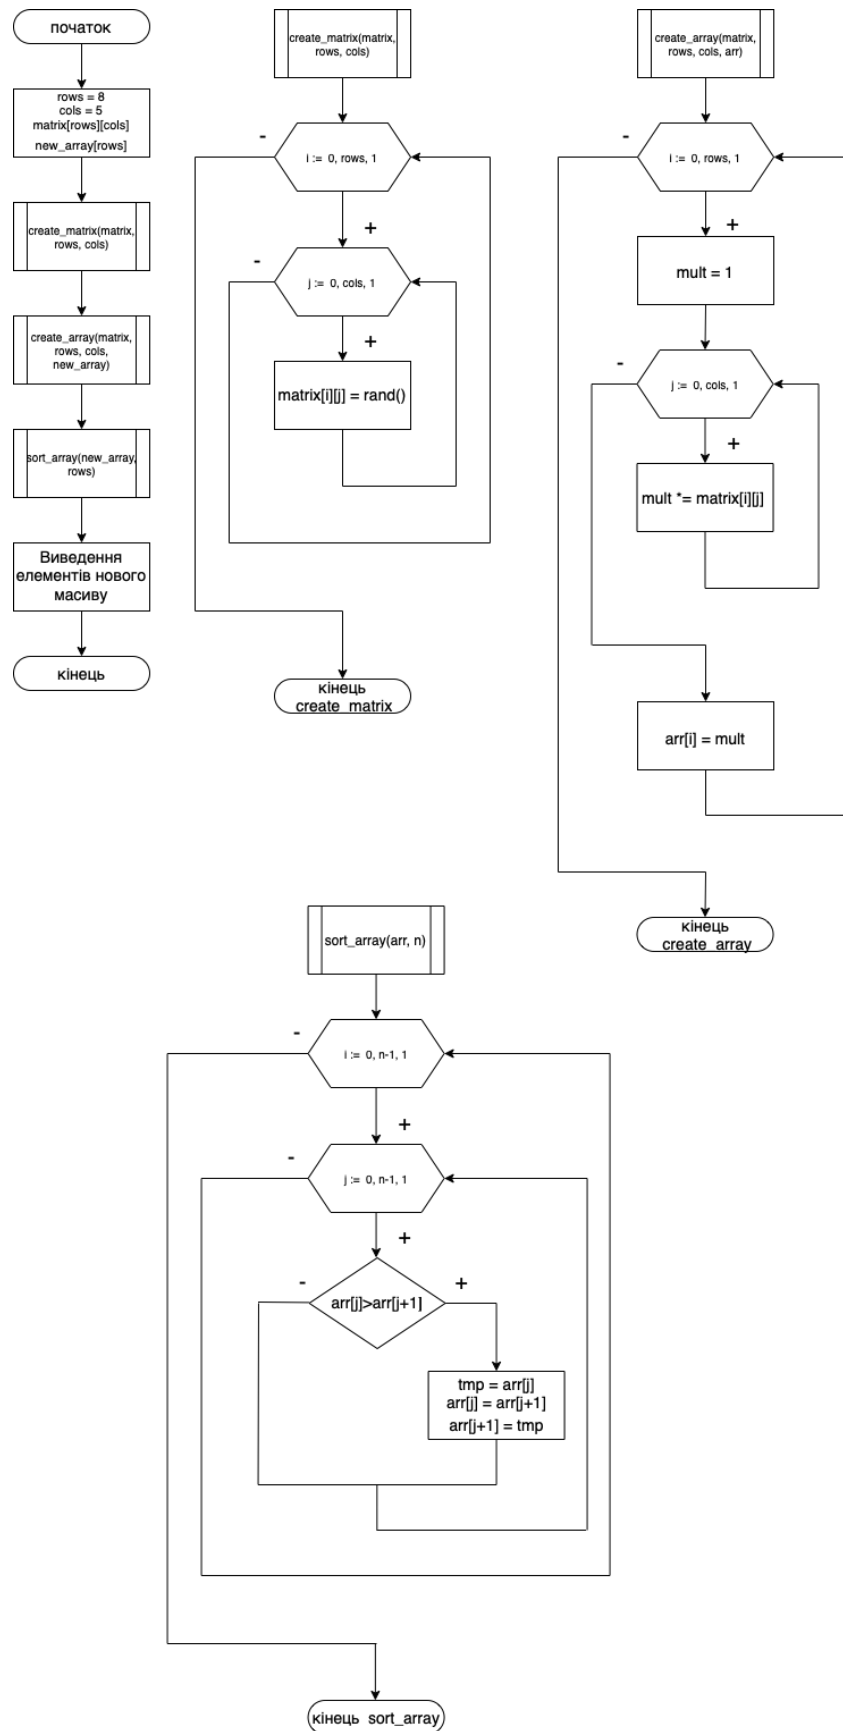 початок
rows = 8
cols = 5
matrix[rows][cols]
new_array[rows]
create_matrix(matrix,
rows, cols)
create_array(matrix,
rows, cols,
new_array)
sort_array(new_array,
rows)
Виведення
елементів нового
масиву
кінець
create_matrix(matrix,
rows, cols)
-
i := 0, rows, 1
+
-
j := 0, cols, 1
+
matrix[i][j] = rand()
кінець
create_matrix
create_array(matrix,
rows, cols, arr)
-
i := 0, rows, 1
+
mult = 1
-
j := 0, cols, 1
+
mult *= matrix[i][j]
arr[i] = mult
кінець
create_array
sort_array(arr, n)
-
i := 0, n-1, 1
+
-
j := 0, n-1, 1
+
-
+
arr[j]>arr[j+1]
tmp = arr[j]
arr[j] = arr[j+1]
arr[j+1] = tmp
кінець sort_array